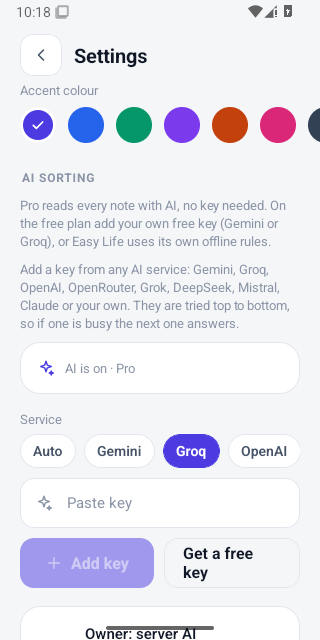 10:18
Settings
Accent colour
AI SORTING
Pro reads every note with AI, no key needed. On
the free plan add your own free key (Gemini or
Groq), or Easy Life uses its own offline rules.
Add a key from any AI service: Gemini, Groq,
OpenAI, OpenRouter, Grok, DeepSeek, Mistral,
Claude or your own. They are tried top to bottom,
so if one is busy the next one answers.
AI is on · Pro
Service
Auto Gemini Groq OpenAI
Paste key
Add key
Get a free
key
Owner: server AI